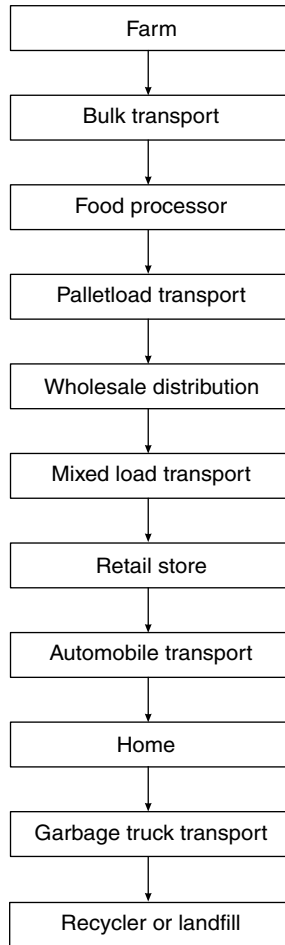 Farm
Bulk transport
Food processor
Palletload transport
Wholesale distribution
Mixed load transport
Retail store
Automobile transport
Home
Garbage truck transport
Recycler or landfill